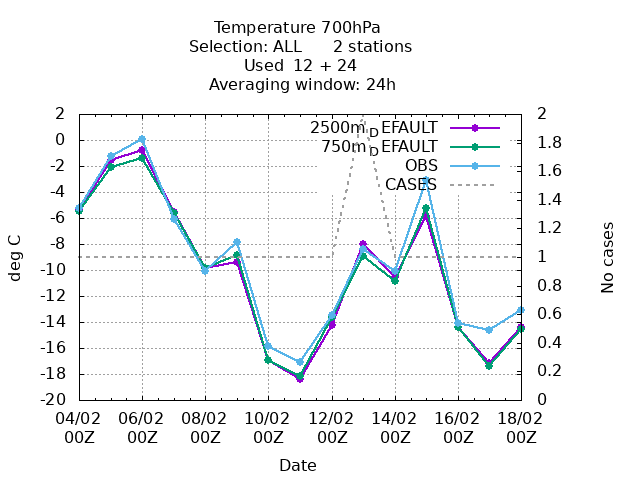 Temperature 700hPa
Selection: ALL 2 stations
Used 12 + 24
Averaging window: 24h
2500m_DEFAULT
750m_DEFAULT
OBS
CASES
deg C
2
0
-2
-4
-6
-8
-10
-12
-14
-16
-18
-20
No cases
2
1.8
1.6
1.4
1.2
1
0.8
0.6
0.4
0.2
0
04/02 06/02 08/02 10/02 12/02 14/02 16/02 18/02
00Z 00Z 00Z 00Z 00Z 00Z 00Z 00Z
Date